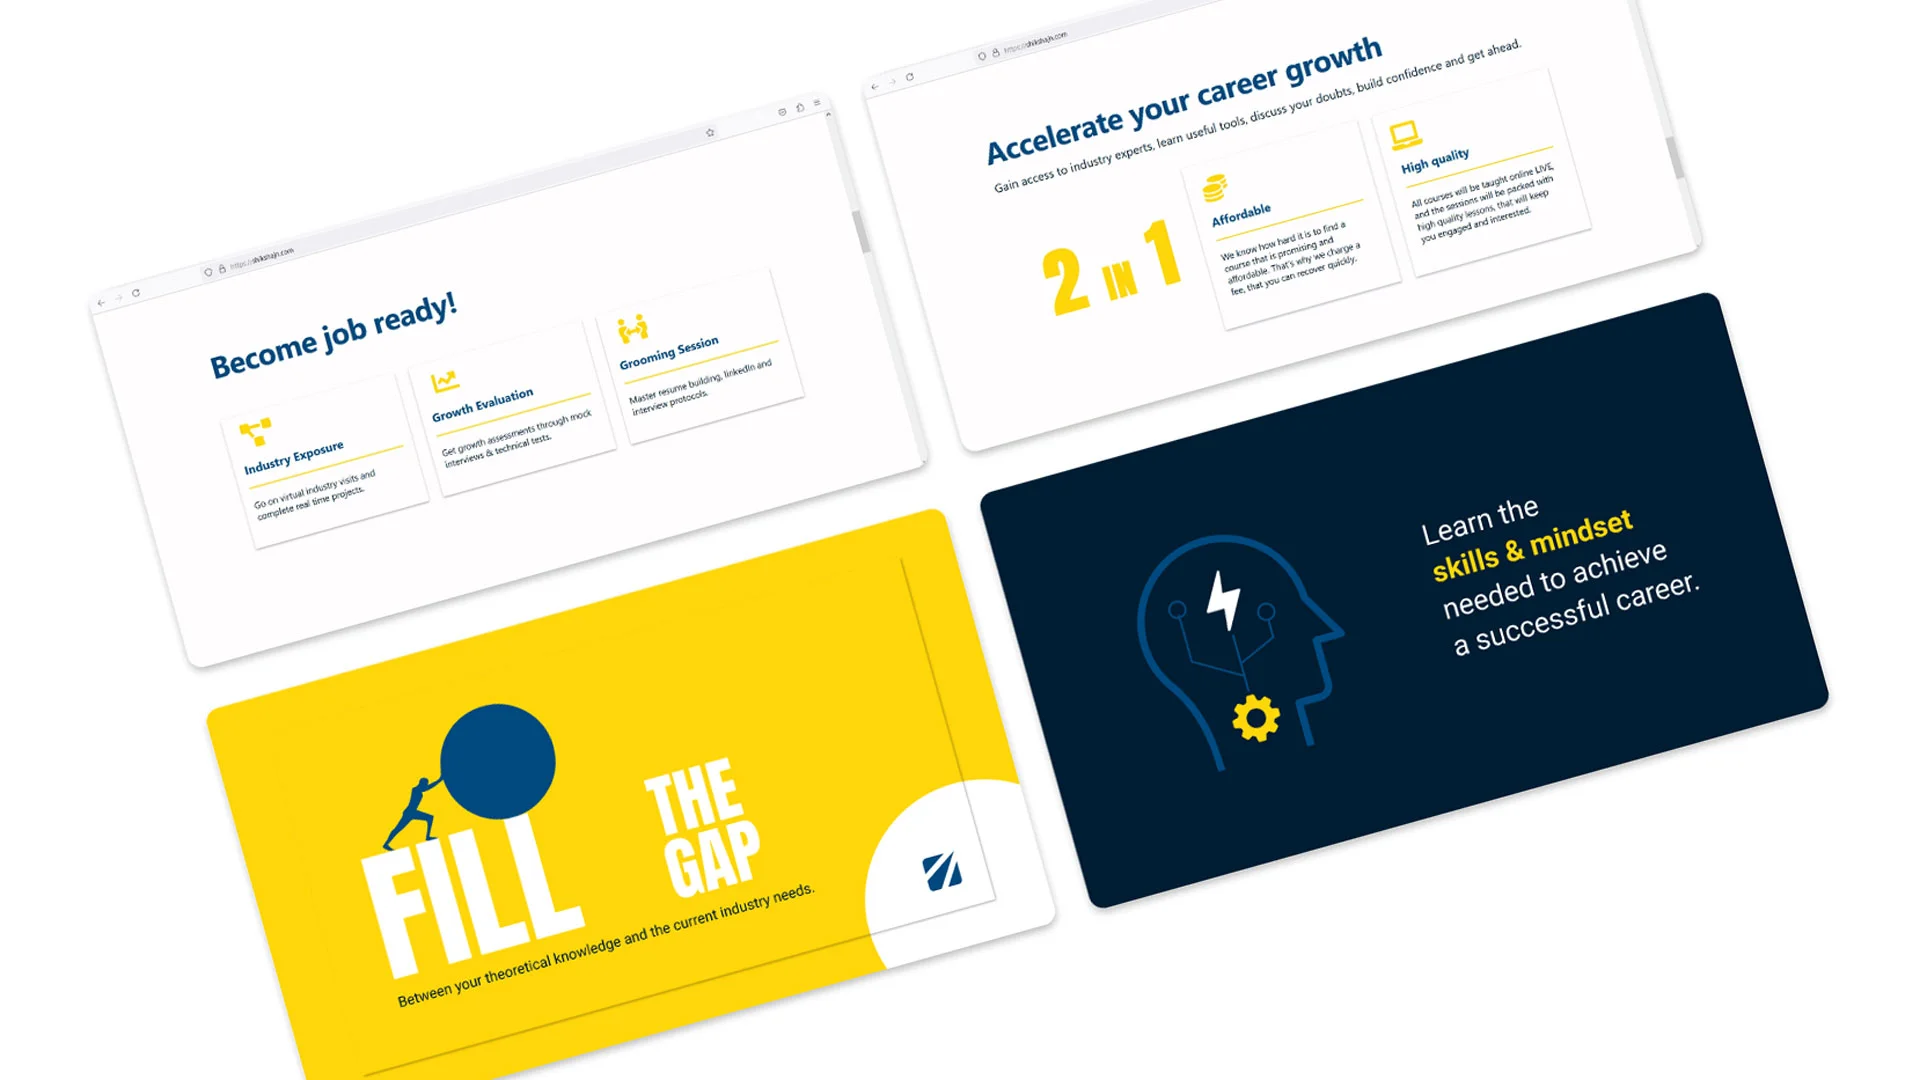 https://shikshajn.com
Become job ready!
Industry Exposure
Go on virtual industry visits and
complete real time projects.
Growth Evaluation
Get growth assessments through mock
interviews & technical tests.
Grooming Session
Master resume building, linkedIn and
interview protocols.
https://shikshajn.com
Accelerate your career growth
Gain access to industry experts, learn useful tools, discuss your doubts, build confidence and get ahead.
2 IN 1
Affordable
We know how hard it is to find a
course that is promising and
affordable. That's why we charge a
fee, that you can recover quickly.
High quality
All courses will be taught online LIVE,
and the sessions will be packed with
high quality lessons, that will keep
you engaged and interested.
FILL
THE
GAP
Between your theoretical knowledge and the current industry needs.
Learn the
skills & mindset
needed to achieve
a successful career.